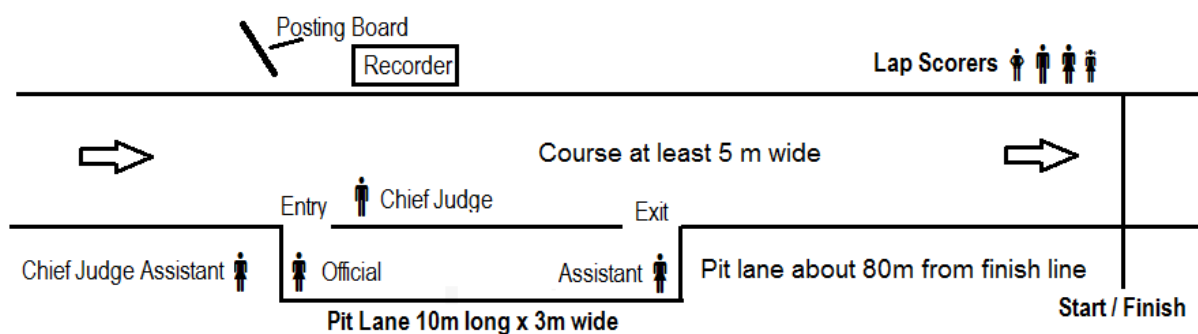 Posting Board
Recorder
Lap Scorers
Course at least 5 m wide
Entry
Chief Judge
Exit
Chief Judge Assistant
Official
Assistant
Pit lane about 80m from finish line
Pit Lane 10m long x 3m wide
Start / Finish